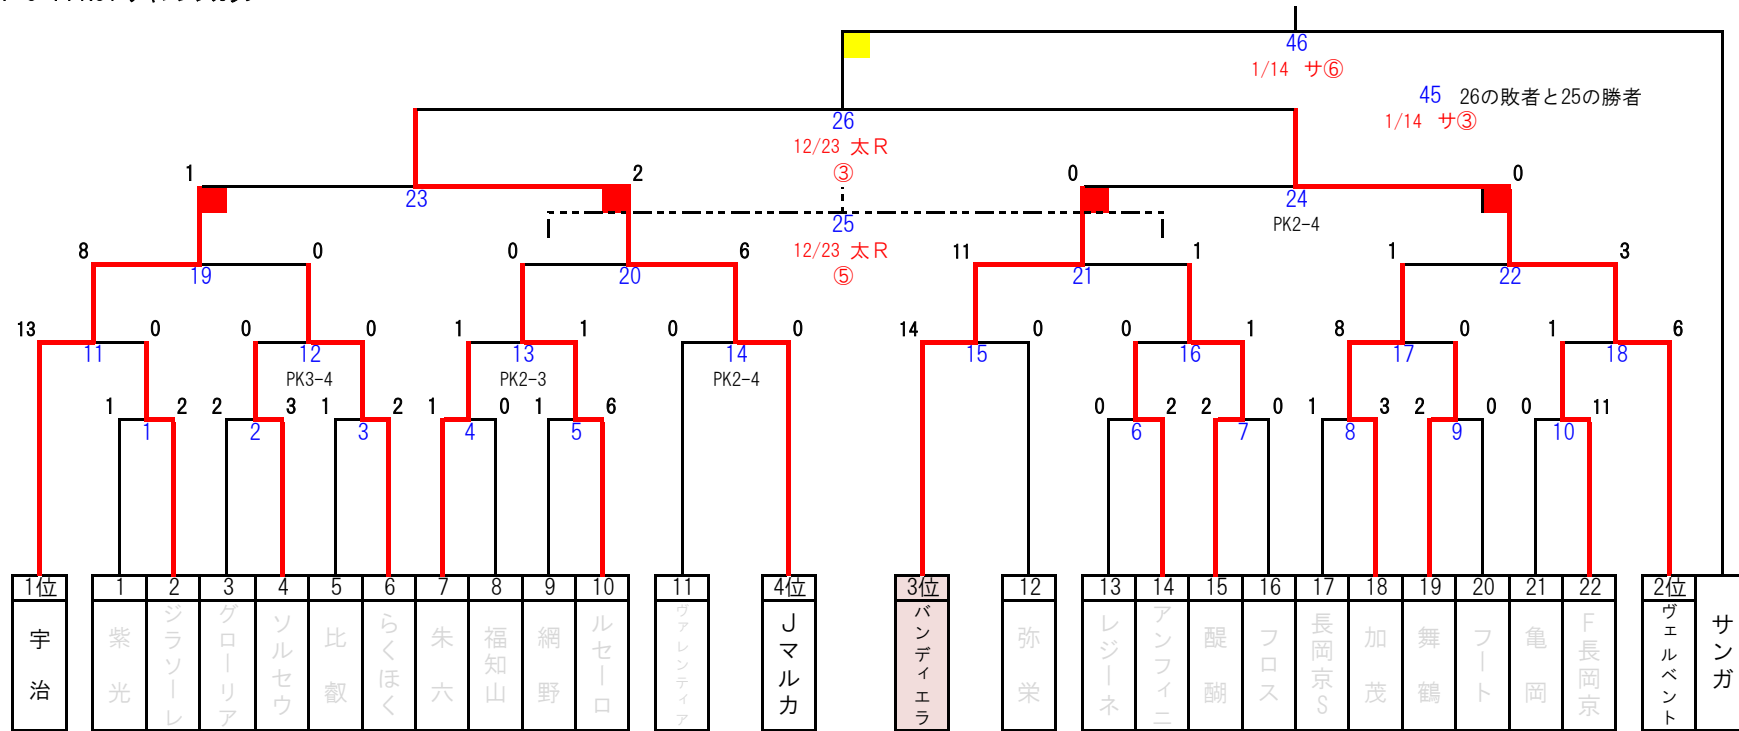 46
1/14 サ⑥
45 26の敗者と25の勝者
1/14 サ③
26
12/23 太R
③
1 2 0 0
23 24
PK2-4
25
12/23 太R
⑤
8 0 0 6 11 1 1 3
19 20 21 22
13 0 0 0 1 1 0 0 14 0 0 1 8 0 1 6
11 12 13 14 15 16 17 18
PK3-4 PK2-3 PK2-4
1 2 2 3 1 2 1 0 1 6 0 2 2 0 1 3 2 0 0 11
1 2 3 4 5 6 7 8 9 10
1位 1 2 3 4 5 6 7 8 9 10 11 4位 3位 12 13 14 15 16 17 18 19 20 21 22 2位
宇治
紫光
ジラソーレ
グローリア
ソルセウ
比叡
らくほく
朱六
福知山
網野
ルセーロ
ヴァレンティア
Jマルカ
バンディエラ
弥栄
レジーネ
アンフィニ
醍醐
フロス
長岡京S
加茂
舞鶴
フート
亀岡
F長岡京
ヴェルベント
サンガ